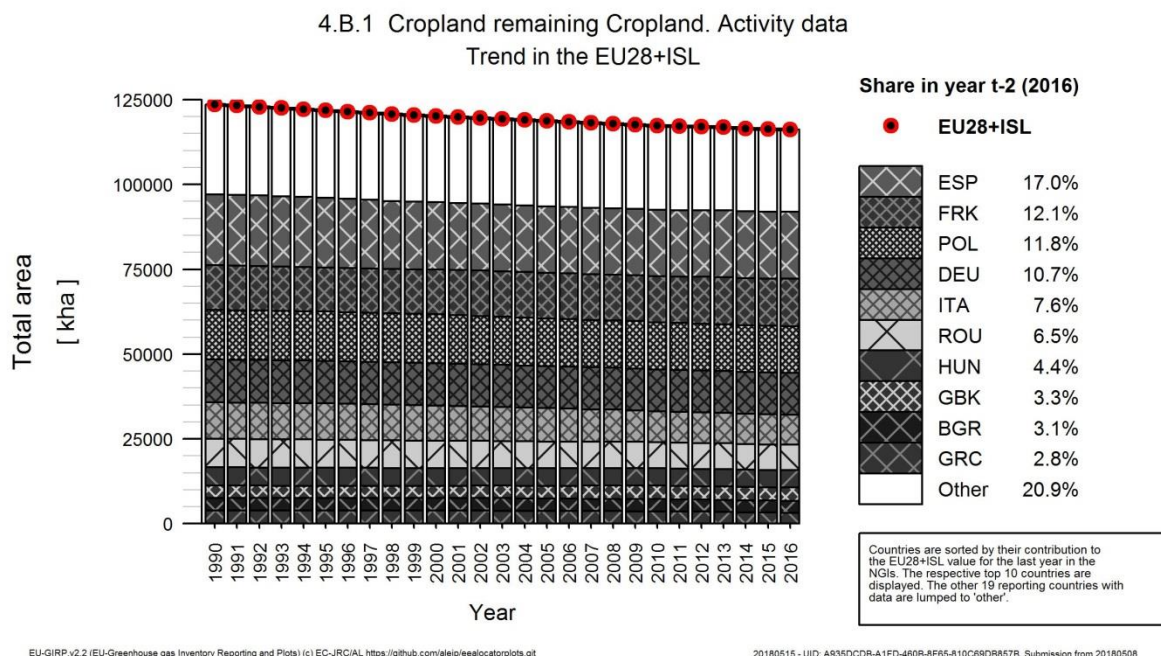 4.B.1 Cropland remaining Cropland. Activity data
Trend in the EU28+ISL
Total area
[ kha]
125000
100000
75000
50000
25000
0
1990
1991
1992
1993
1994
1995
1996
1997
1998
1999
2000
2001
2002
2003
2004
2005
2006
2007
2008
2009
2010
2011
2012
2013
2014
2015
2016
Year
Share in year t-2 (2016)
EU28+ISL
ESP 17.0%
FRK 12.1%
POL 11.8%
DEU 10.7%
ITA 7.6%
ROU 6.5%
HUN 4.4%
GBK 3.3%
BGR 3.1%
GRC 2.8%
Other 20.9%
Countries are sorted by their contribution to
the EU28+ISL value for the last year in the
NGIs. The respective top 10 countries are
displayed. The other 19 reporting countries with
data are lumped to 'other'.
EU-GIRP.v2.2 (EU-Greenhouse gas Inventory Reporting and Plots) (c) EC-JRC/AL https://github.com/aleip/eealocatorplots.git
20180515 - UID: A935DCDB-A1FD-460B-8F65-810C69DB857B. Submission from 20180508